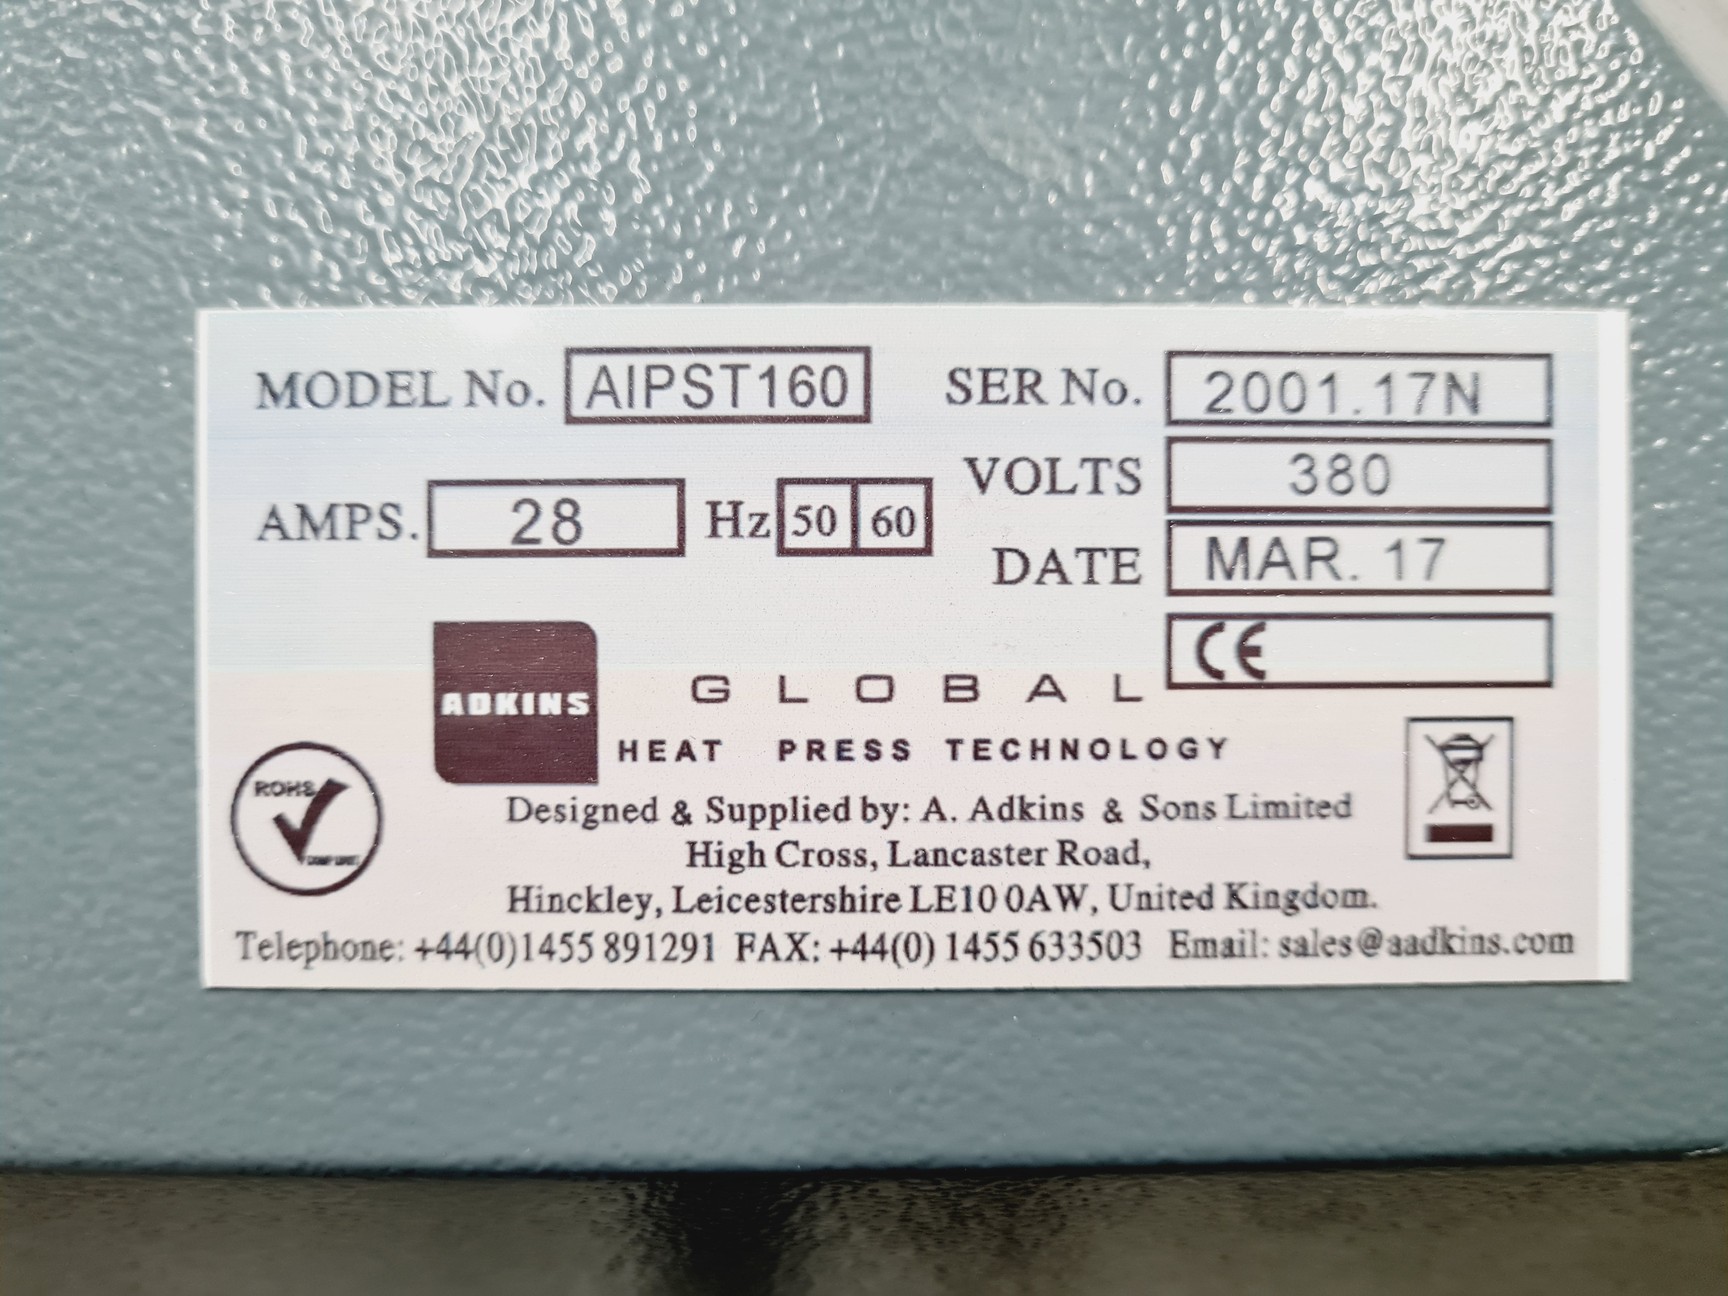 MODEL No. AIPST160 SER No. 2001.17N
VOLTS 380
AMPS. 28 Hz 50 60
DATE MAR. 17
CE
ADKINS
GLOBAL
HEAT PRESS TECHNOLOGY
ROHS
Designed & Supplied by: A. Adkins & Sons Limited
High Cross, Lancaster Road,
Hinckley, Leicestershire LE10 0AW, United Kingdom.
Telephone: +44(0)1455 891291 FAX: +44(0) 1455 633503 Email: sales@aadkins.com